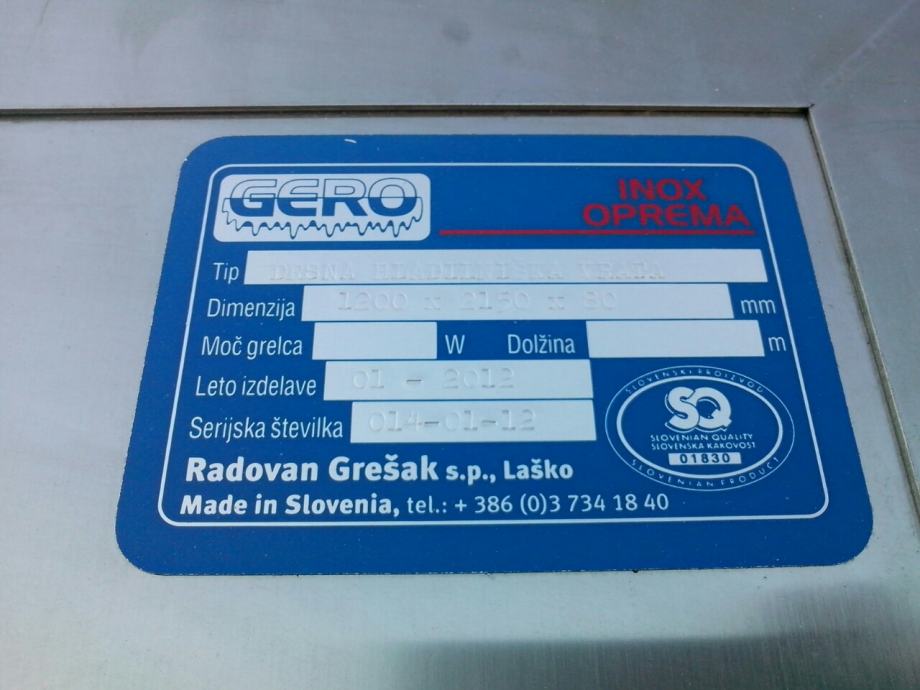 GERO
INOX
OPREMA
Tip DESNA HLADILNIŠKA VRATA
Dimenzija 1200 x 2150 x 80 mm
Moč grelca W Dolžina m
Leto izdelave 01 - 2012
Serijska številka 014-01-12
SLOVENSKI PROIZVOD
SQ
SLOVENIAN QUALITY
SLOVENSKA KAKOVOST
01830
SLOVENIAN PRODUCT
Radovan Grešak s.p., Laško
Made in Slovenia, tel.: + 386 (0)3 734 18 40